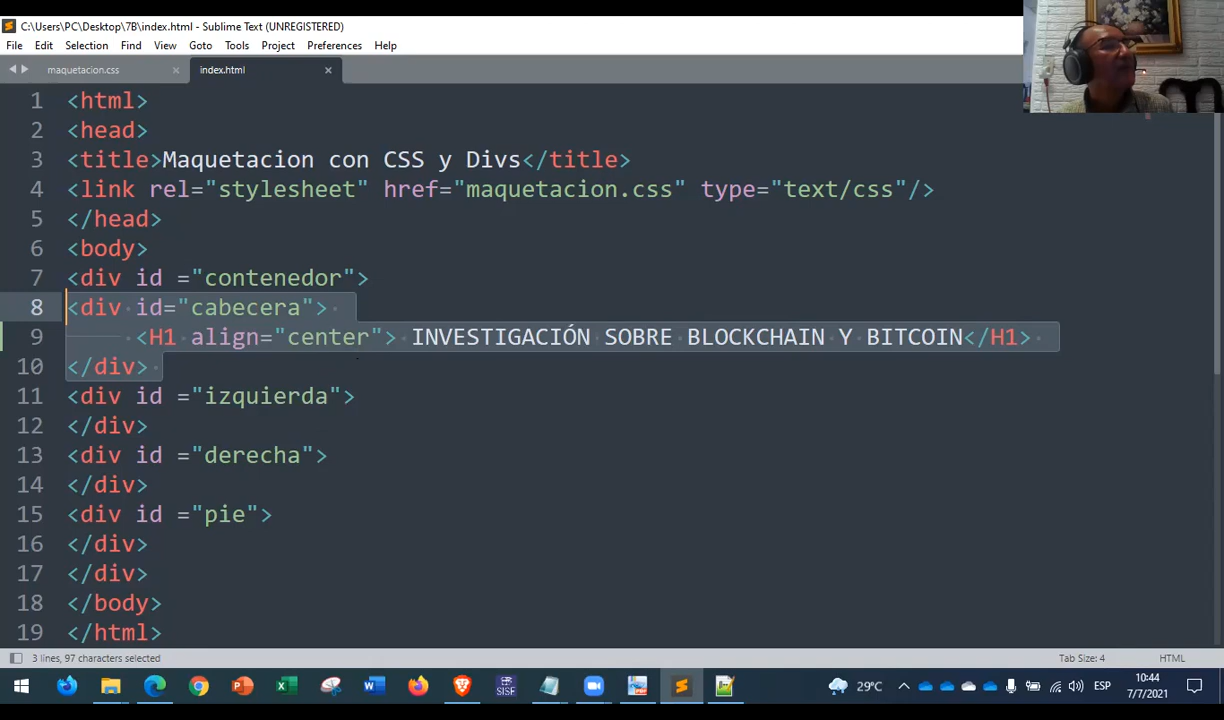 C:\Users\PC\Desktop\7B\index.html - Sublime Text (UNREGISTERED)
File Edit Selection Find View Goto Tools Project Preferences Help
maquetacion.css × index.html ×
1 <html>
2 <head>
3 <title>Maquetacion con CSS y Divs</title>
4 <link rel="stylesheet" href="maquetacion.css" type="text/css"/>
5 </head>
6 <body>
7 <div id ="contenedor">
8 <div id="cabecera">
9 <H1 align="center"> INVESTIGACIÓN SOBRE BLOCKCHAIN Y BITCOIN</H1>
10 </div>
11 <div id ="izquierda">
12 </div>
13 <div id ="derecha">
14 </div>
15 <div id ="pie">
16 </div>
17 </div>
18 </body>
19 </html>
3 lines, 97 characters selected Tab Size: 4 HTML
SISF
29°C ESP 10:44
7/7/2021